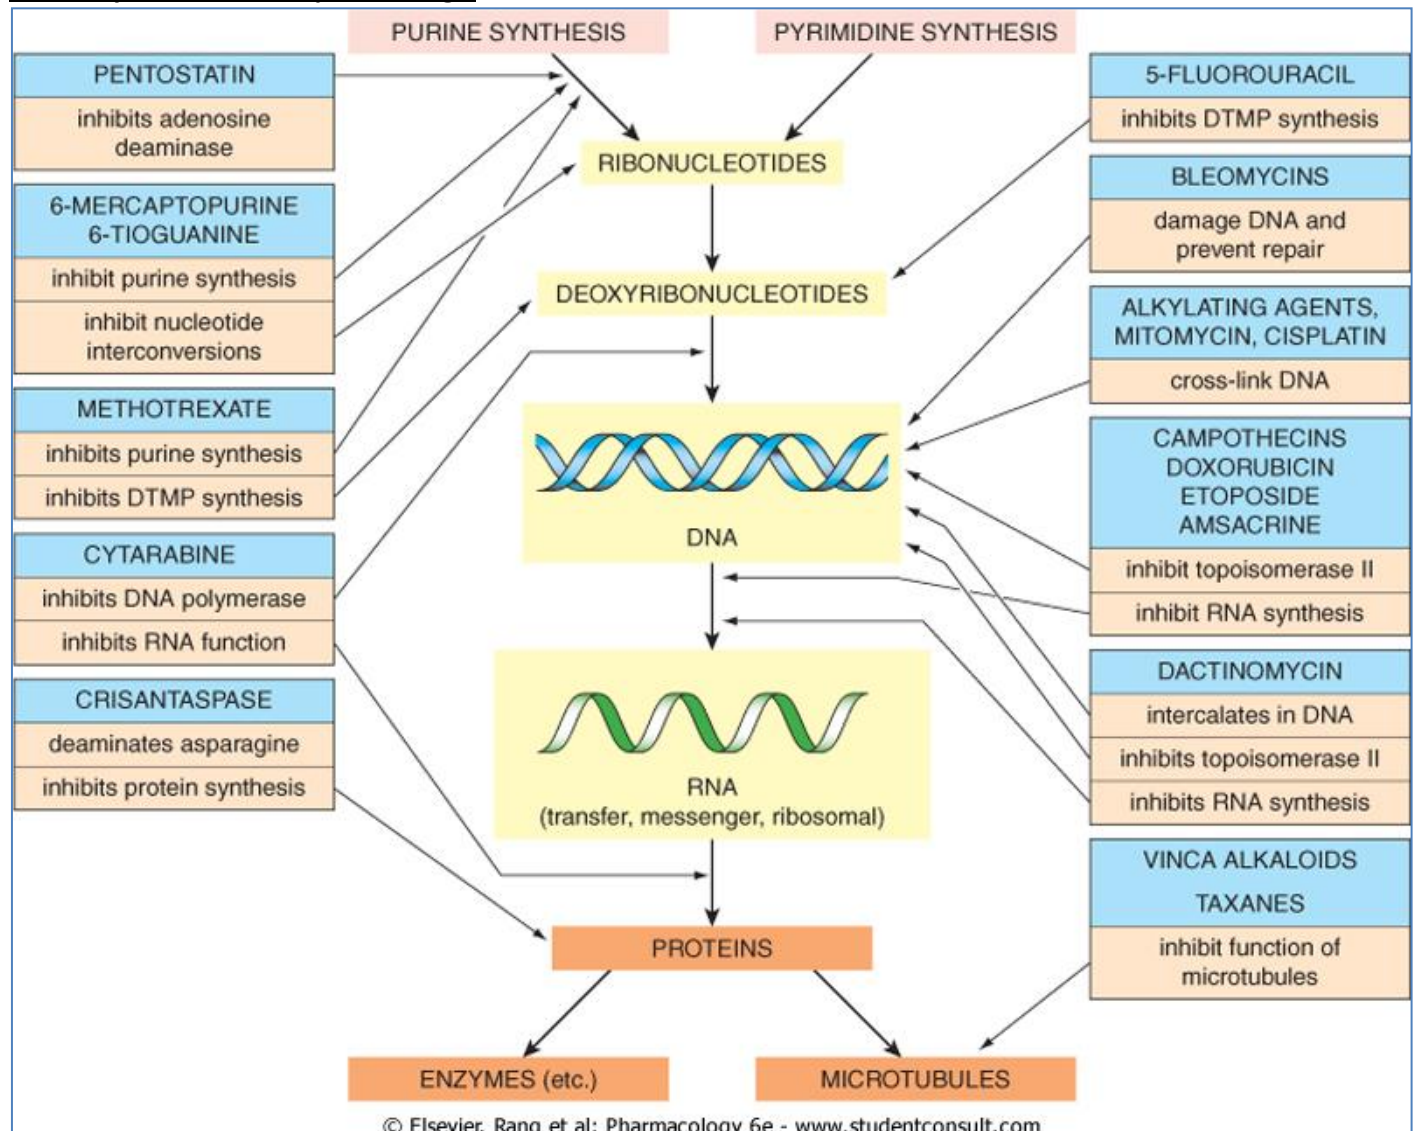 PURINE SYNTHESIS
PYRIMIDINE SYNTHESIS
PENTOSTATIN
inhibits adenosine
deaminase
6-MERCAPTOPURINE
6-TIOGUANINE
inhibit purine synthesis
inhibit nucleotide
interconversions
METHOTREXATE
inhibits purine synthesis
inhibits DTMP synthesis
CYTARABINE
inhibits DNA polymerase
inhibits RNA function
CRISANTASPASE
deaminates asparagine
inhibits protein synthesis
RIBONUCLEOTIDES
DEOXYRIBONUCLEOTIDES
DNA
RNA
(transfer, messenger, ribosomal)
PROTEINS
ENZYMES (etc.)
MICROTUBULES
5-FLUOROURACIL
inhibits DTMP synthesis
BLEOMYCINS
damage DNA and
prevent repair
ALKYLATING AGENTS,
MITOMYCIN, CISPLATIN
cross-link DNA
CAMPOTHECINS
DOXORUBICIN
ETOPOSIDE
AMSACRINE
inhibit topoisomerase II
inhibit RNA synthesis
DACTINOMYCIN
intercalates in DNA
inhibits topoisomerase II
inhibits RNA synthesis
VINCA ALKALOIDS
TAXANES
inhibit function of
microtubules
© Elsevier. Rang et al: Pharmacology 6e - www.studentconsult.com